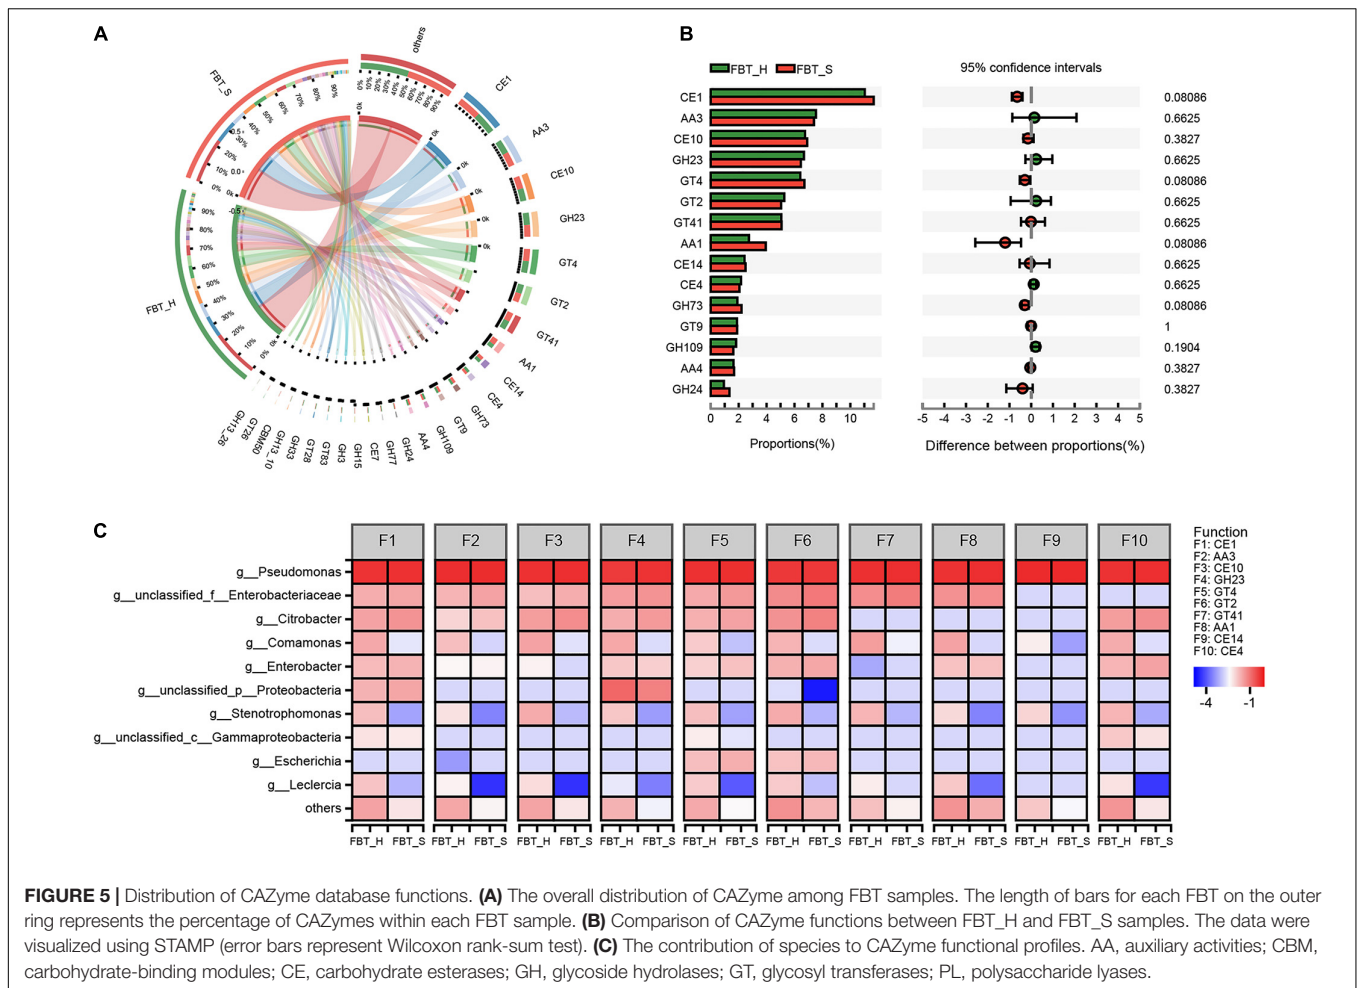 A
others
CE1
AA3
CE10
GH23
GT4
GT2
GT41
AA1
CE14
CE4
GH73
GT9
GH109
AA4
GH24
GH77
CE7
GH15
GH3
GT83
GT28
GH33
GH13_10
CBM50
GT26
GH13_26
FBT_H
FBT_S
B
FBT_H FBT_S
95% confidence intervals
CE1 0.08086
AA3 0.6625
CE10 0.3827
GH23 0.6625
GT4 0.08086
GT2 0.6625
GT41 0.6625
AA1 0.08086
CE14 0.6625
CE4 0.6625
GH73 0.08086
GT9 1
GH109 0.1904
AA4 0.3827
GH24 0.3827
0 2 4 6 8 10 -5 -4 -3 -2 -1 0 1 2 3 4 5
Proportions(%) Difference between proportions(%)
C
F1 F2 F3 F4 F5 F6 F7 F8 F9 F10
g__Pseudomonas
g__unclassified_f__Enterobacteriaceae
g__Citrobacter
g__Comamonas
g__Enterobacter
g__unclassified_p__Proteobacteria
g__Stenotrophomonas
g__unclassified_c__Gammaproteobacteria
g__Escherichia
g__Leclercia
others
FBT_H FBT_S FBT_H FBT_S FBT_H FBT_S FBT_H FBT_S FBT_H FBT_S FBT_H FBT_S FBT_H FBT_S FBT_H FBT_S FBT_H FBT_S FBT_H FBT_S
Function
F1: CE1
F2: AA3
F3: CE10
F4: GH23
F5: GT4
F6: GT2
F7: GT41
F8: AA1
F9: CE14
F10: CE4
-4 -1
FIGURE 5 | Distribution of CAZyme database functions. (A) The overall distribution of CAZyme among FBT samples. The length of bars for each FBT on the outer
ring represents the percentage of CAZymes within each FBT sample. (B) Comparison of CAZyme functions between FBT_H and FBT_S samples. The data were
visualized using STAMP (error bars represent Wilcoxon rank-sum test). (C) The contribution of species to CAZyme functional profiles. AA, auxiliary activities; CBM,
carbohydrate-binding modules; CE, carbohydrate esterases; GH, glycoside hydrolases; GT, glycosyl transferases; PL, polysaccharide lyases.